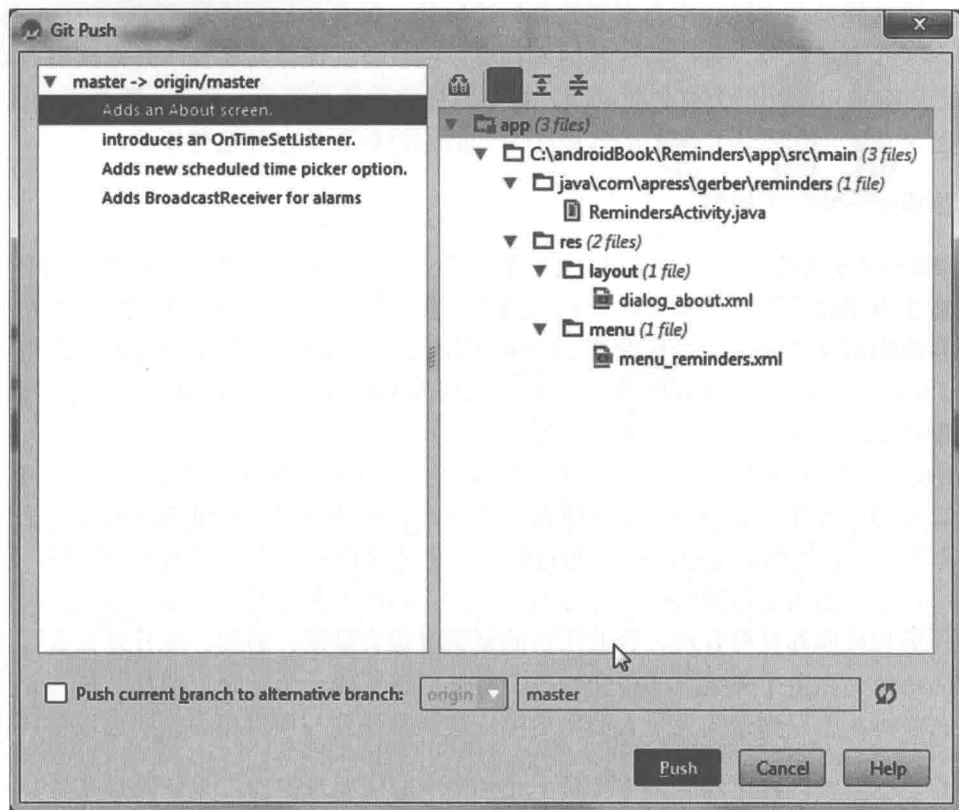 Git Push
master -> origin/master
Adds an About screen.
introduces an OnTimeSetListener.
Adds new scheduled time picker option.
Adds BroadcastReceiver for alarms
app (3 files)
C:\androidBook\Reminders\app\src\main (3 files)
java\com\apress\gerber\reminders (1 file)
RemindersActivity.java
res (2 files)
layout (1 file)
dialog_about.xml
menu (1 file)
menu_reminders.xml
Push current branch to alternative branch: origin master
Push Cancel Help